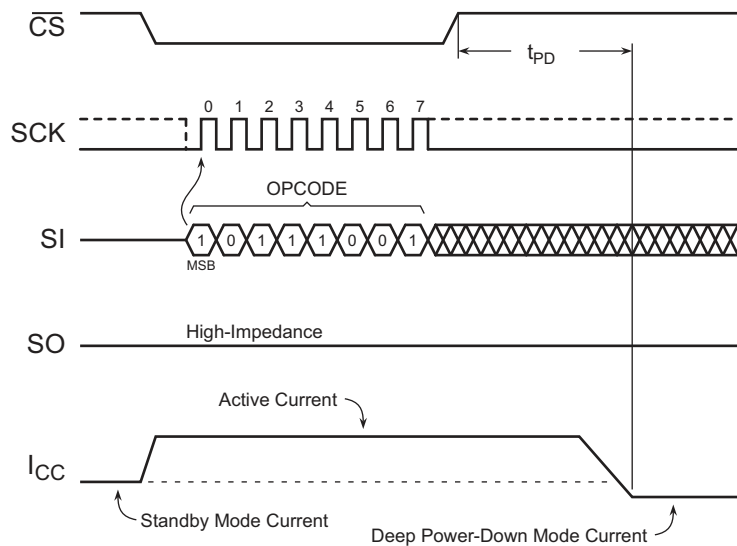 CS
tPD
0 1 2 3 4 5 6 7
SCK
OPCODE
SI
1 0 1 1 1 0 0 1
MSB
High-Impedance
SO
Active Current
ICC
Standby Mode Current
Deep Power-Down Mode Current